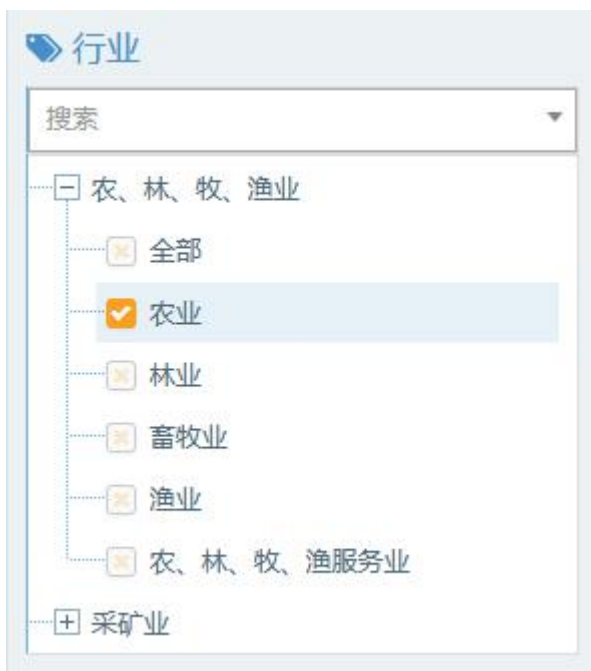 行业
搜索
农、林、牧、渔业
全部
农业
林业
畜牧业
渔业
农、林、牧、渔服务业
采矿业